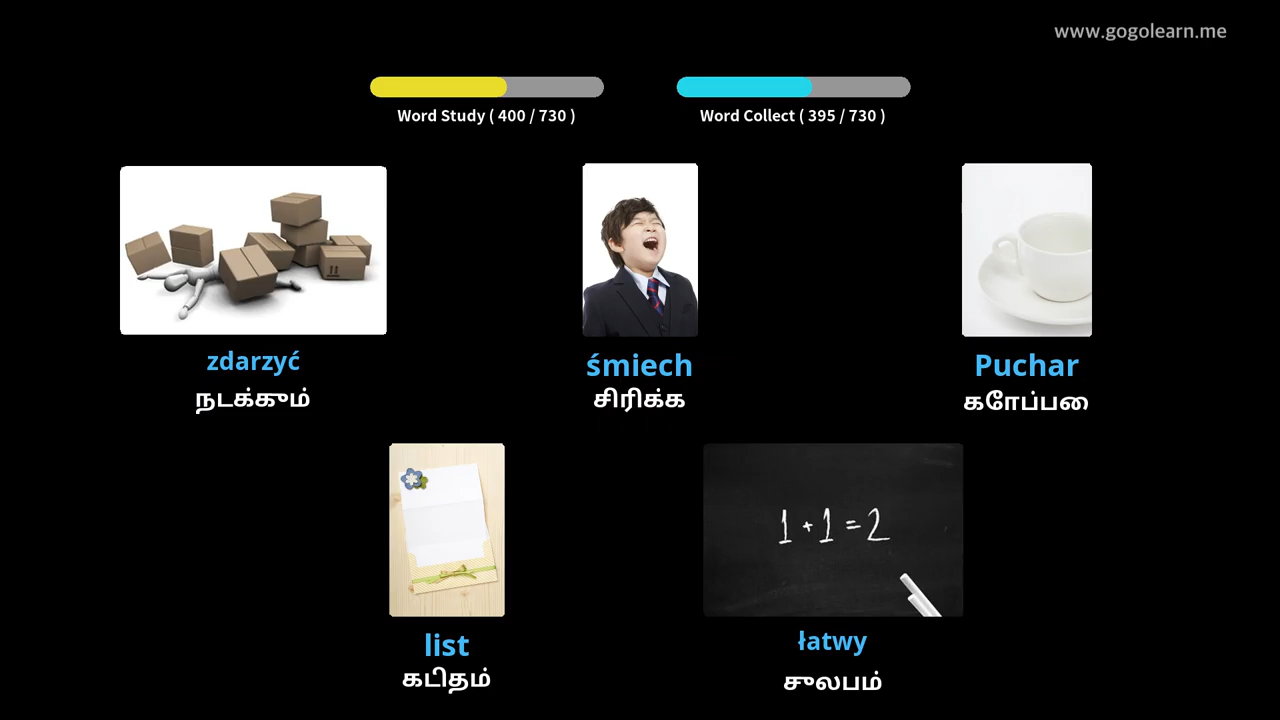 www.gogolearn.me
Word Study ( 400 / 730 )
Word Collect ( 395 / 730 )
zdarzyć
நடக்கும்
śmiech
சிரிக்க
Puchar
கோப்பை
list
கடிதம்
łatwy
சுலபம்
1 + 1 = 2